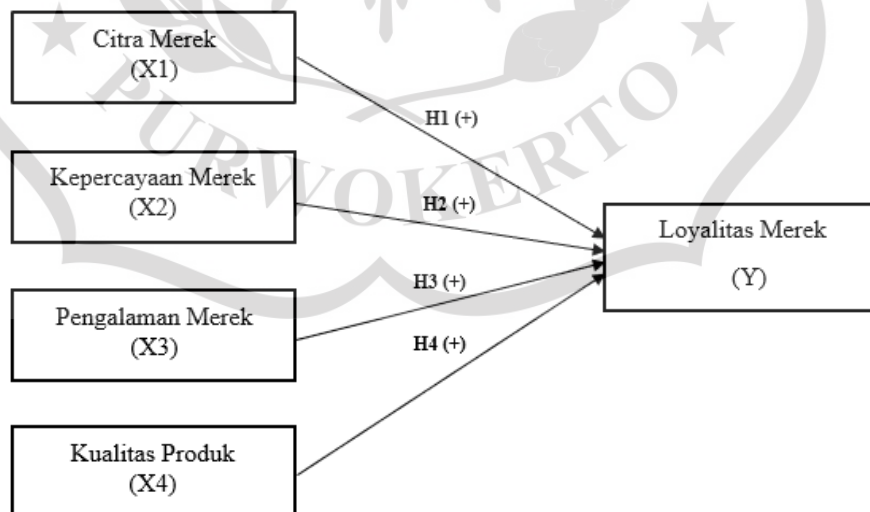 Citra Merek
(X1)
H1 (+)
PURWOKERTO
Kepercayaan Merek
(X2)
H2 (+)
Loyalitas Merek
(Y)
H3 (+)
Pengalaman Merek
(X3)
H4 (+)
Kualitas Produk
(X4)